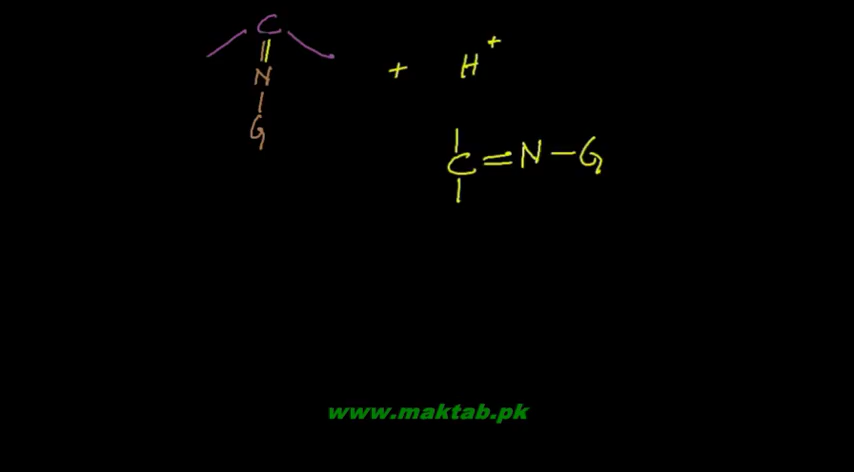 C
||
N + H⁺
|
G
|
C=N-G
|
www.maktab.pk